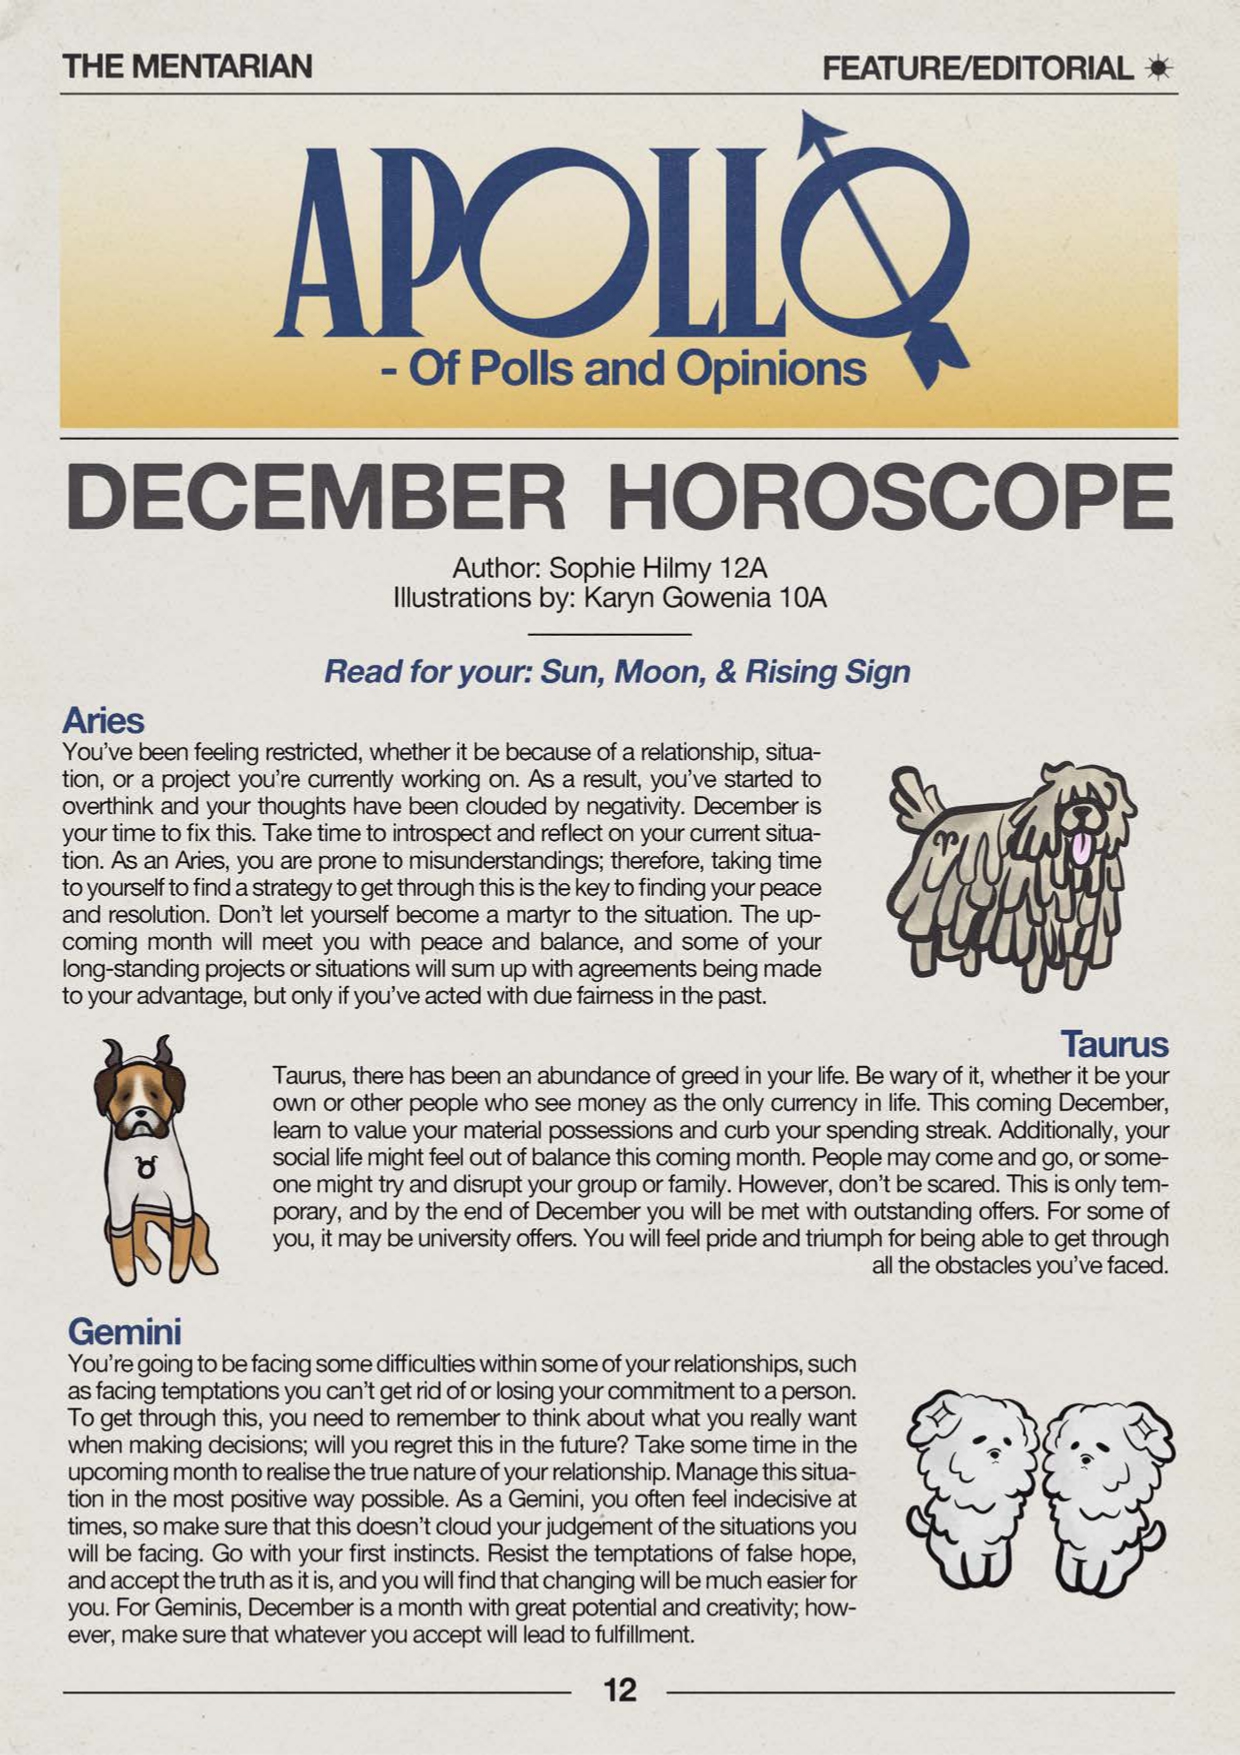 THE MENTARIAN
FEATURE/EDITORIAL
APOLLO
- Of Polls and Opinions
DECEMBER HOROSCOPE
Author: Sophie Hilmy 12A
Illustrations by: Karyn Gowenia 10A
Read for your: Sun, Moon, & Rising Sign
Aries
You've been feeling restricted, whether it be because of a relationship, situa-
tion, or a project you're currently working on. As a result, you've started to
overthink and your thoughts have been clouded by negativity. December is
your time to fix this. Take time to introspect and reflect on your current situa-
tion. As an Aries, you are prone to misunderstandings; therefore, taking time
to yourself to find a strategy to get through this is the key to finding your peace
and resolution. Don't let yourself become a martyr to the situation. The up-
coming month will meet you with peace and balance, and some of your
long-standing projects or situations will sum up with agreements being made
to your advantage, but only if you've acted with due fairness in the past.
Taurus
Taurus, there has been an abundance of greed in your life. Be wary of it, whether it be your
own or other people who see money as the only currency in life. This coming December,
learn to value your material possessions and curb your spending streak. Additionally, your
social life might feel out of balance this coming month. People may come and go, or some-
one might try and disrupt your group or family. However, don't be scared. This is only tem-
porary, and by the end of December you will be met with outstanding offers. For some of
you, it may be university offers. You will feel pride and triumph for being able to get through
all the obstacles you've faced.
Gemini
You're going to be facing some difficulties within some of your relationships, such
as facing temptations you can't get rid of or losing your commitment to a person.
To get through this, you need to remember to think about what you really want
when making decisions; will you regret this in the future? Take some time in the
upcoming month to realise the true nature of your relationship. Manage this situa-
tion in the most positive way possible. As a Gemini, you often feel indecisive at
times, so make sure that this doesn't cloud your judgement of the situations you
will be facing. Go with your first instincts. Resist the temptations of false hope,
and accept the truth as it is, and you will find that changing will be much easier for
you. For Geminis, December is a month with great potential and creativity; how-
ever, make sure that whatever you accept will lead to fulfillment.
12